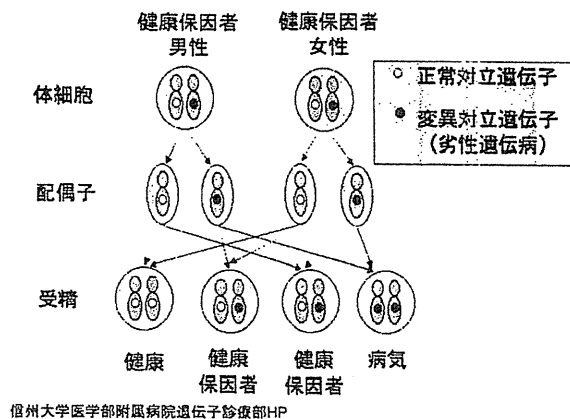 健康保因者
男性
健康保因者
女性
正常対立遺伝子
変異対立遺伝子
(劣性遺伝病)
体細胞
配偶子
受精
健康
健康
保因者
健康
保因者
病気
信州大学医学部附属病院遺伝子診療部HP